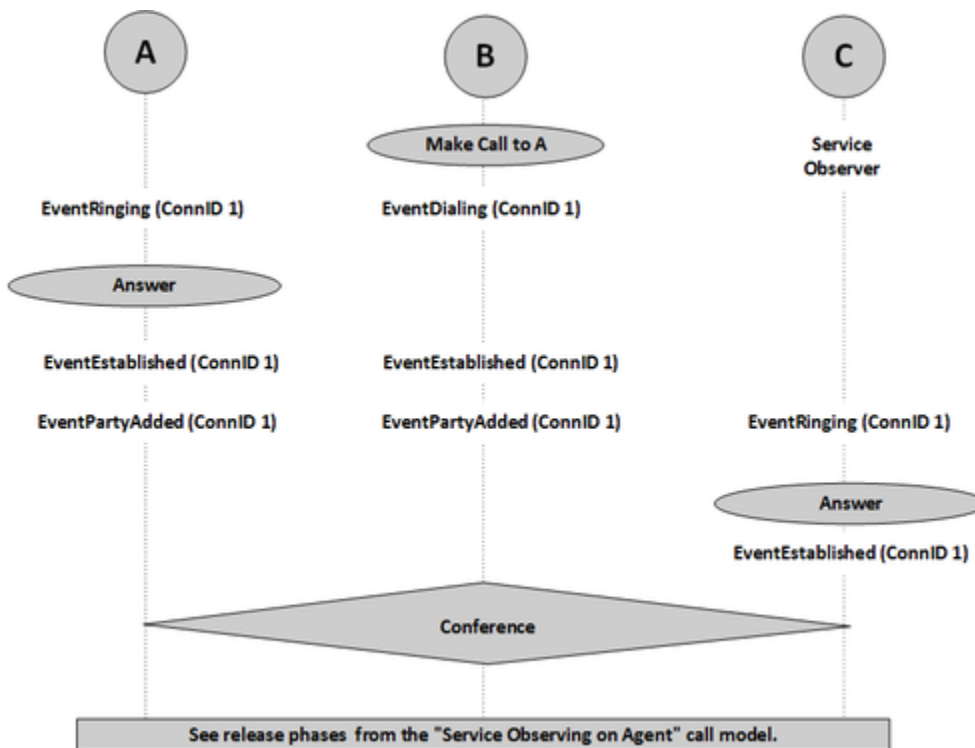 A
B
C
Make Call to A
Service
Observer
EventRinging (ConnID 1)
EventDialing (ConnID 1)
Answer
EventEstablished (ConnID 1)
EventEstablished (ConnID 1)
EventPartyAdded (ConnID 1)
EventPartyAdded (ConnID 1)
EventRinging (ConnID 1)
Answer
EventEstablished (ConnID 1)
Conference
See release phases from the "Service Observing on Agent" call model.